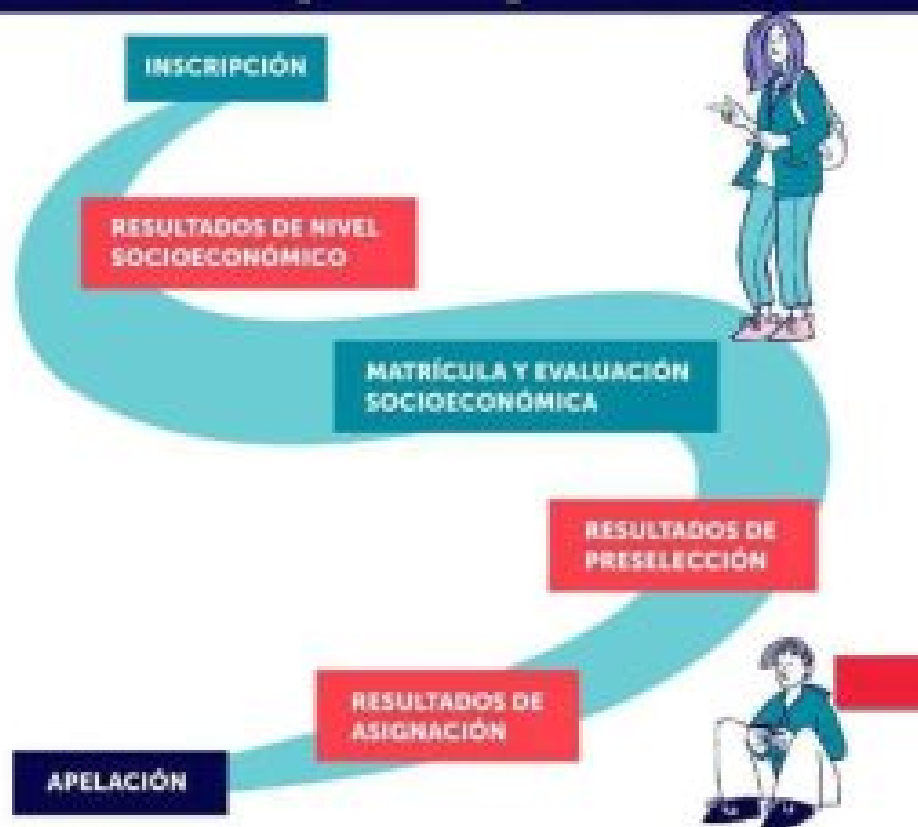 INSCRIPCIÓN
RESULTADOS DE NIVEL
SOCIOECONÓMICO
MATRÍCULA Y EVALUACIÓN
SOCIOECONÓMICA
RESULTADOS DE
PRESELECCIÓN
RESULTADOS DE
ASIGNACIÓN
APELACIÓN